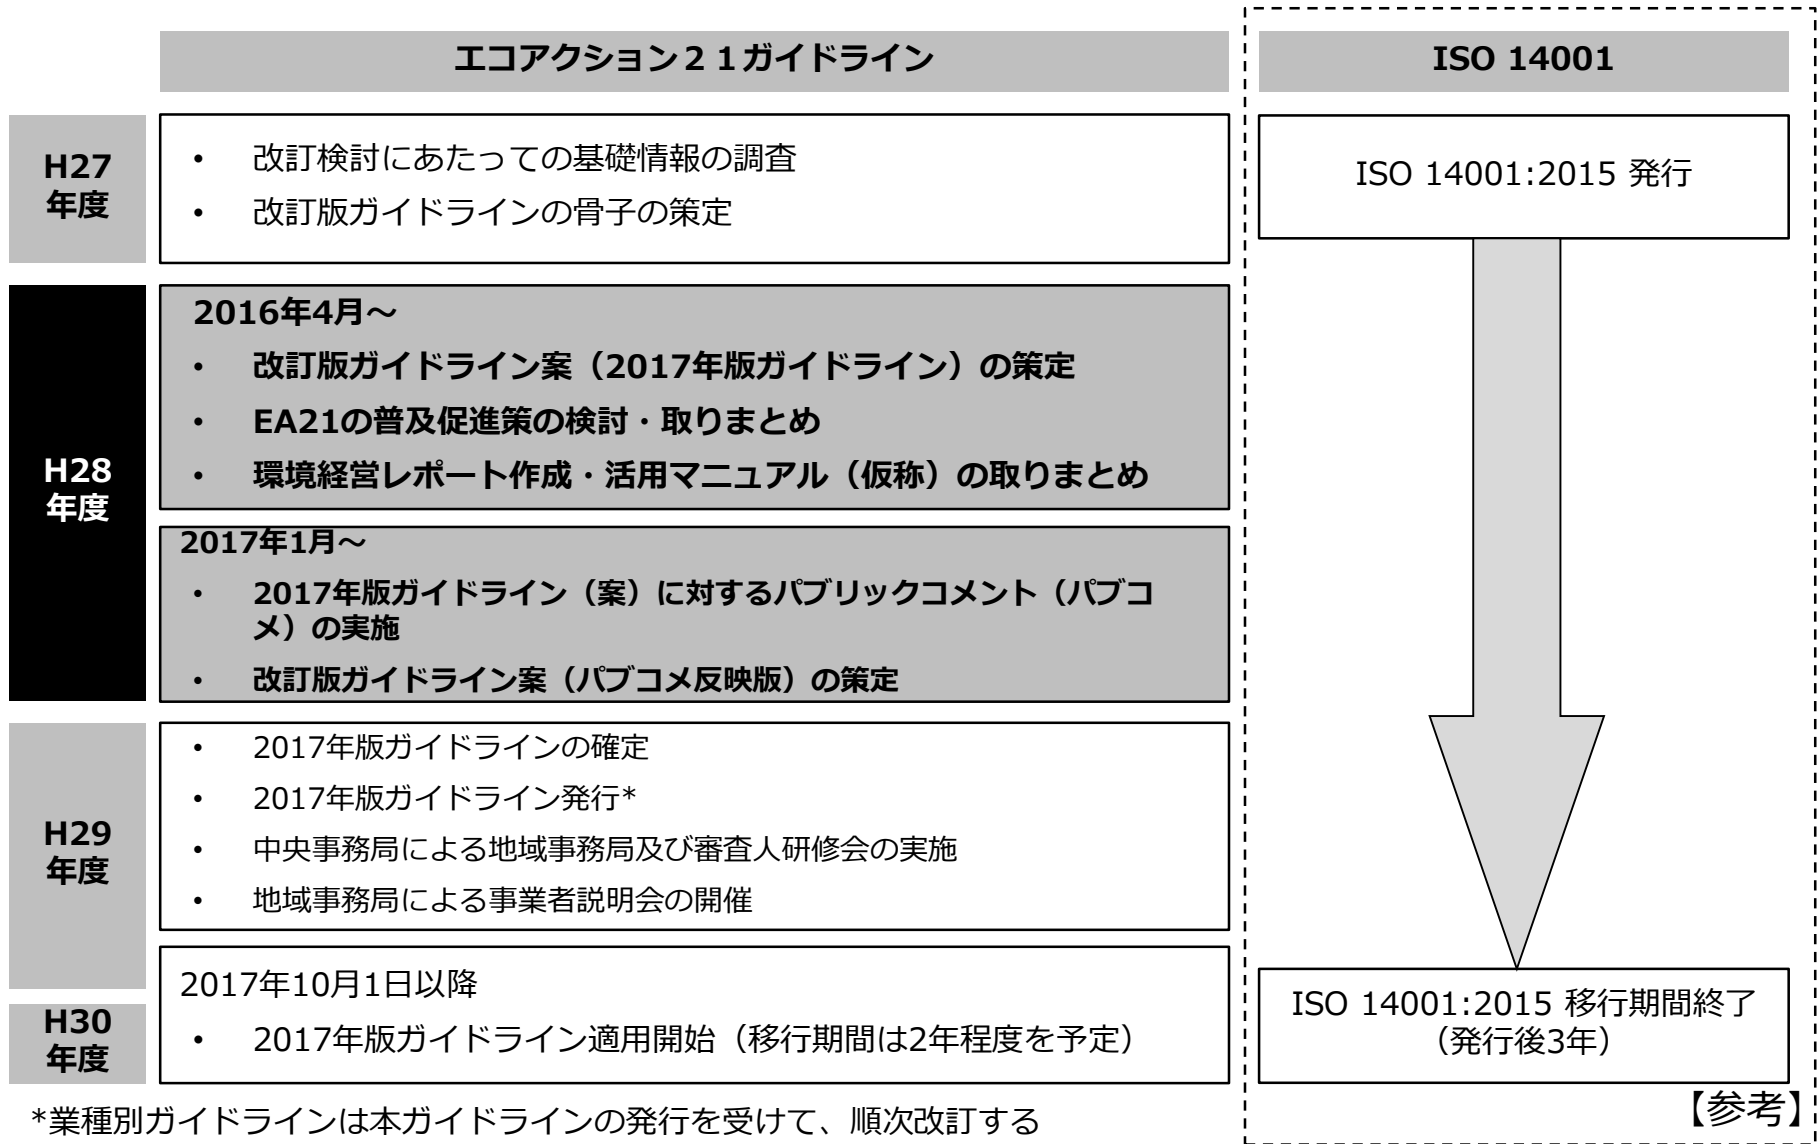 エコアクション２１ガイドライン
ISO 14001
H27
年度
• 改訂検討にあたっての基礎情報の調査
• 改訂版ガイドラインの骨子の策定
ISO 14001:2015 発行
H28
年度
2016年4月～
• 改訂版ガイドライン案（2017年版ガイドライン）の策定
• EA21の普及促進策の検討・取りまとめ
• 環境経営レポート作成・活用マニュアル（仮称）の取りまとめ
2017年1月～
• 2017年版ガイドライン（案）に対するパブリックコメント（パブコ
メ）の実施
• 改訂版ガイドライン案（パブコメ反映版）の策定
H29
年度
• 2017年版ガイドラインの確定
• 2017年版ガイドライン発行*
• 中央事務局による地域事務局及び審査人研修会の実施
• 地域事務局による事業者説明会の開催
H30
年度
2017年10月1日以降
• 2017年版ガイドライン適用開始（移行期間は2年程度を予定）
ISO 14001:2015 移行期間終了
（発行後3年）
【参考】
*業種別ガイドラインは本ガイドラインの発行を受けて、順次改訂する